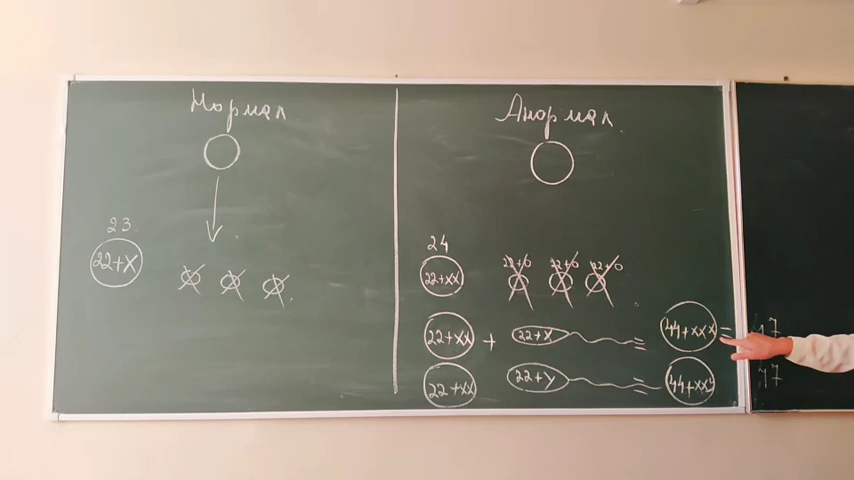 Нормал
Анормал
23
22+X
24
22+XX
22+0 22+0 22+0
22+XX + 22+X = 44+XXX = 47
22+XX 22+Y = 44+XXY 47